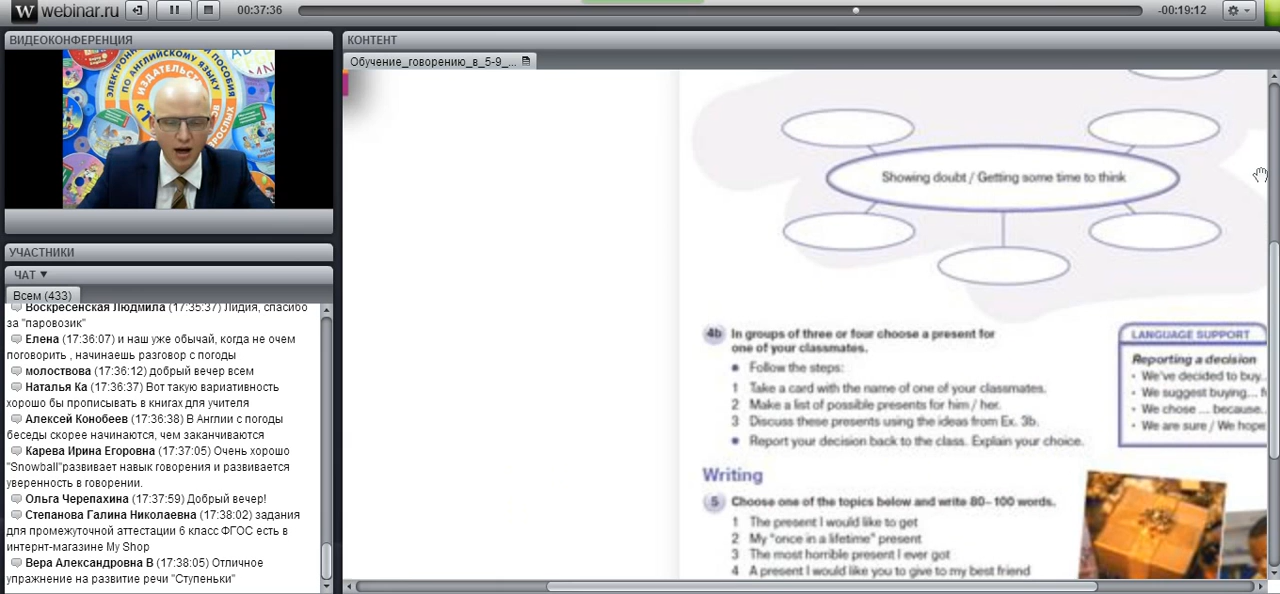 webinar.ru
00:37:36
-00:19:12
ВИДЕОКОНФЕРЕНЦИЯ
ЭЛЕКТРОННЫЕ ПОСОБИЯ
ПО АНГЛИЙСКОМУ ЯЗЫКУ
ИЗДАТЕЛЬСТ
УЧАСТНИКИ
ЧАТ ▼
Всем (433)
Воскресенская Людмила (17:35:37) Лидия, спасибо
за "паровозик"
Елена (17:36:07) и наш уже обычай, когда не очем
поговорить , начинаешь разговор с погоды
молоствова (17:36:12) добрый вечер всем
Наталья Ка (17:36:37) Вот такую вариативность
хорошо бы прописывать в книгах для учителя
Алексей Конобеев (17:36:38) В Англии с погоды
беседы скорее начинаются, чем заканчиваются
Карева Ирина Егоровна (17:37:05) Очень хорошо
"Snowball"развивает навык говорения и развивается
уверенность в говорении.
Ольга Черепахина (17:37:59) Добрый вечер!
Степанова Галина Николаевна (17:38:02) задания
для промежуточной аттестации 6 класс ФГОС есть в
интернт-магазине My Shop
Вера Александровна В (17:38:05) Отличное
упражнение на развитие речи "Ступеньки"
КОНТЕНТ
Обучение_говорению_в_5-9_...
Showing doubt / Getting some time to think
4b In groups of three or four choose a present for
one of your classmates.
• Follow the steps:
1 Take a card with the name of one of your classmates.
2 Make a list of possible presents for him / her.
3 Discuss these presents using the ideas from Ex. 3b.
• Report your decision back to the class. Explain your choice.
LANGUAGE SUPPORT
Reporting a decision
• We've decided to buy...
• We suggest buying... f
• We chose ... because...
• We are sure / We hope
Writing
5 Choose one of the topics below and write 80–100 words.
1 The present I would like to get
2 My "once in a lifetime" present
3 The most horrible present I ever got
4 A present I would like you to give to my best friend